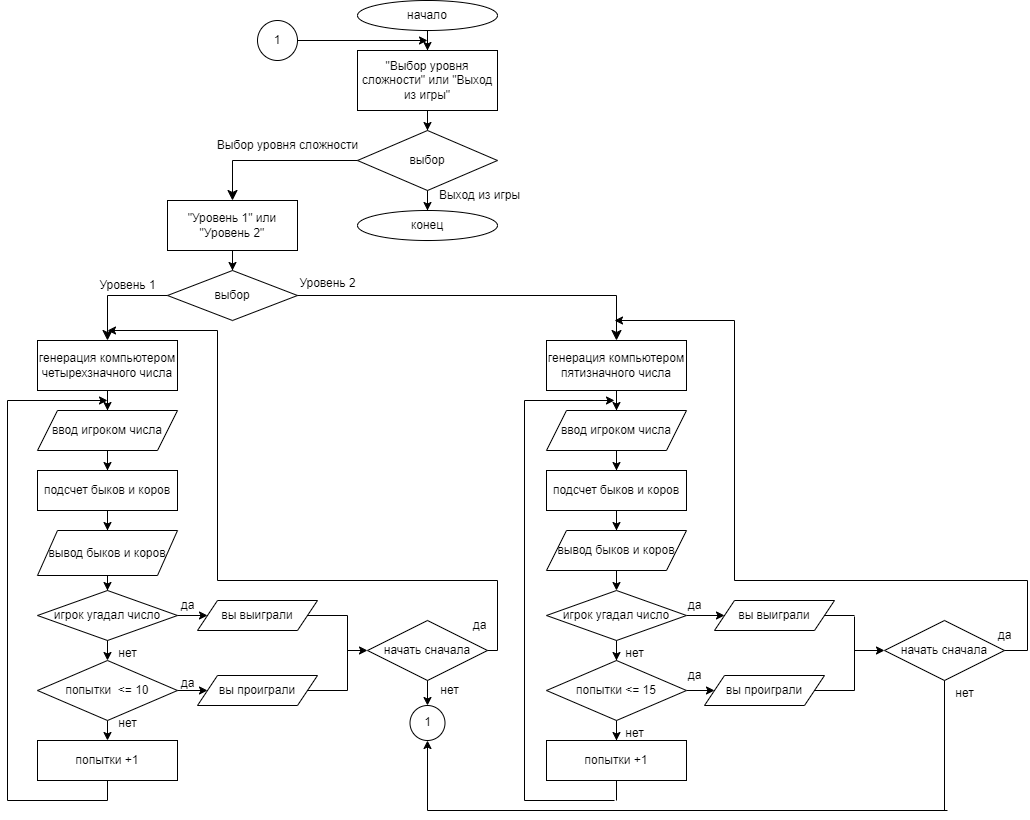 начало
1
"Выбор уровня
сложности" или "Выход
из игры"
Выбор уровня сложности
выбор
Выход из игры
"Уровень 1" или
"Уровень 2"
конец
Уровень 1
выбор
Уровень 2
генерация компьютером
четырехзначного числа
ввод игроком числа
подсчет быков и коров
вывод быков и коров
игрок угадал число
да
вы выиграли
нет
попытки <= 10
да
вы проиграли
нет
попытки +1
начать сначала
да
нет
1
генерация компьютером
пятизначного числа
ввод игроком числа
подсчет быков и коров
вывод быков и коров
игрок угадал число
да
вы выиграли
нет
попытки <= 15
да
вы проиграли
нет
попытки +1
начать сначала
да
нет